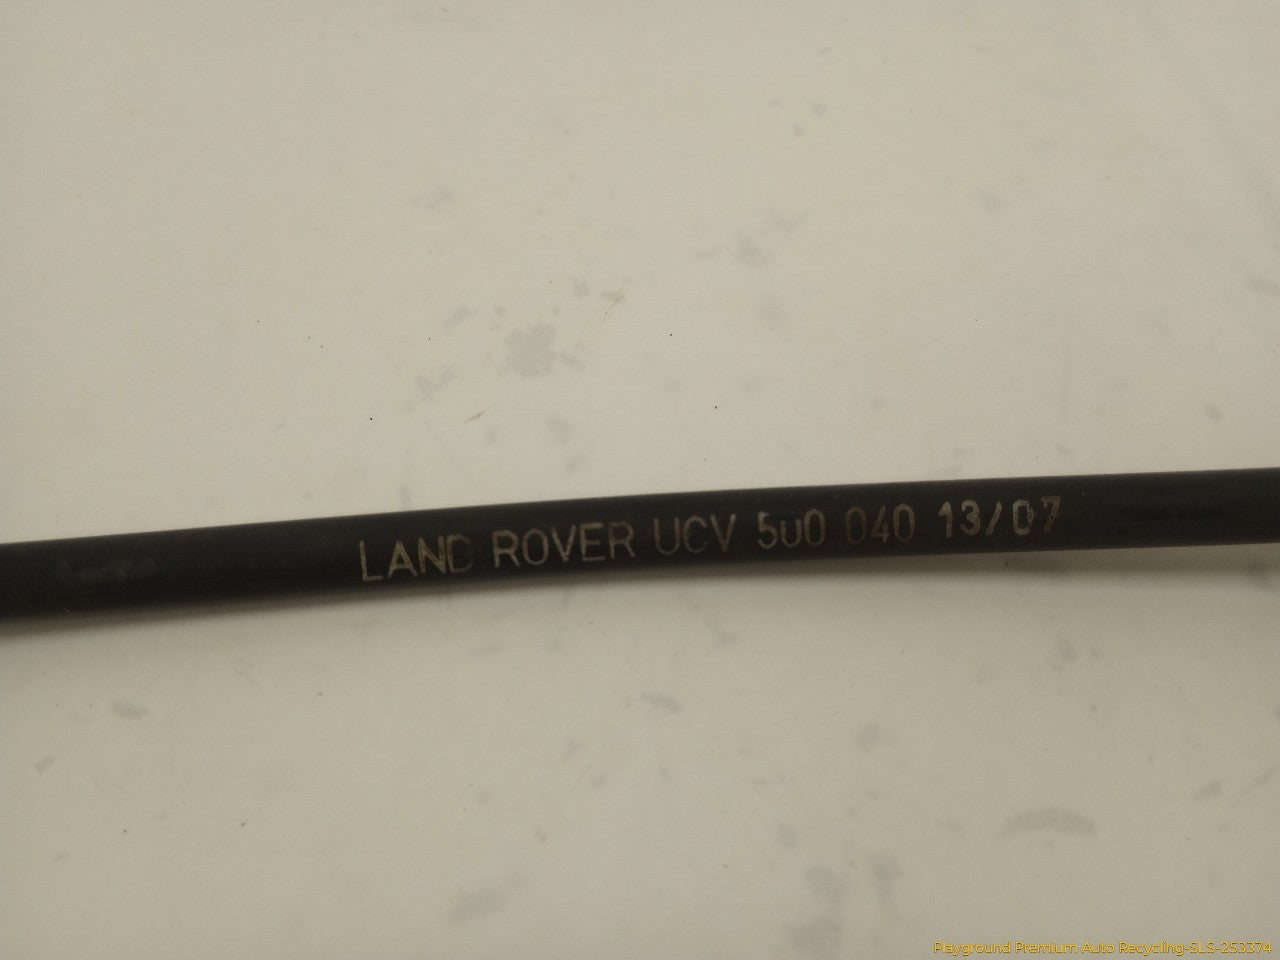 LAND ROVER UCV 500 040 13/07
Playground Premium Auto Recycling-SLS-253374